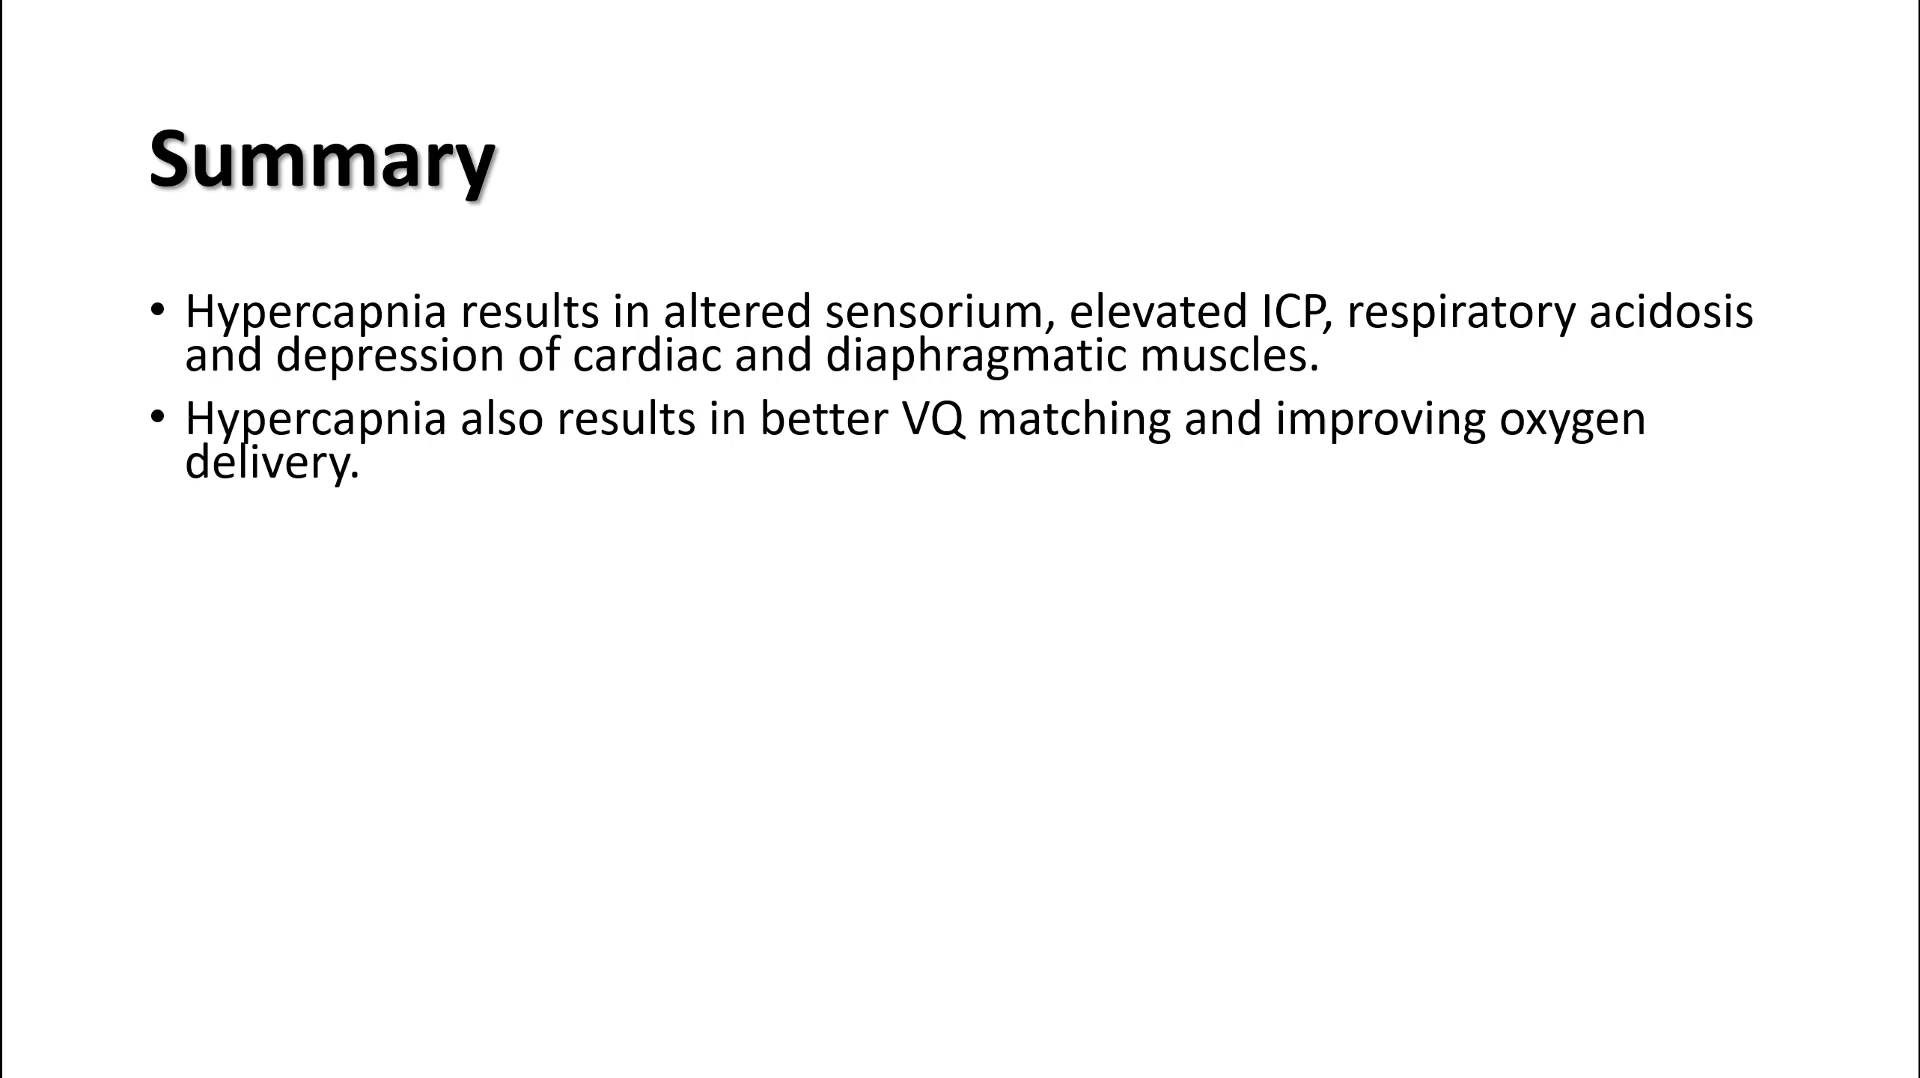 Summary
• Hypercapnia results in altered sensorium, elevated ICP, respiratory acidosis
and depression of cardiac and diaphragmatic muscles.
• Hypercapnia also results in better VQ matching and improving oxygen
delivery.